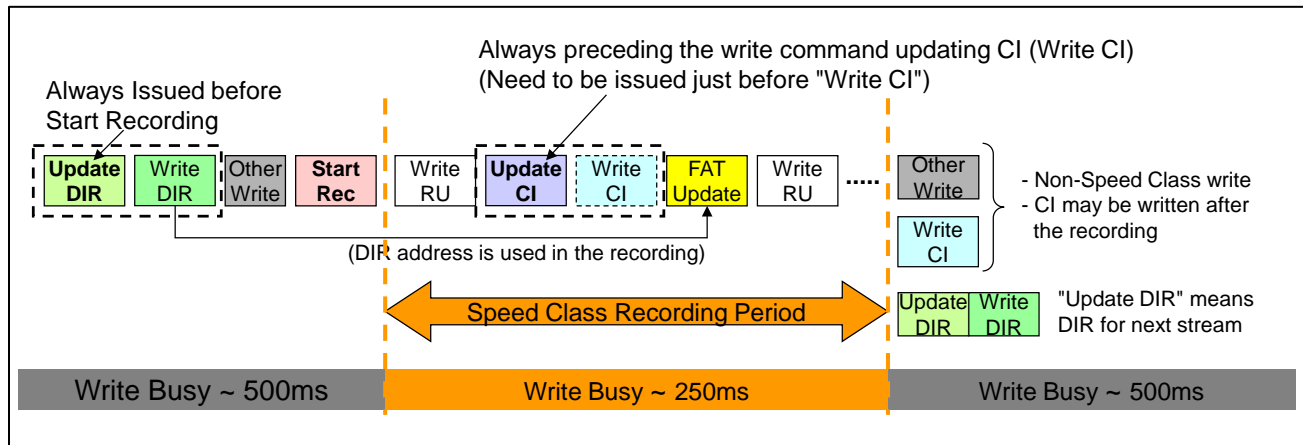 Always preceding the write command updating CI (Write CI)
(Need to be issued just before "Write CI")
Always Issued before
Start Recording
Update
DIR
Write
DIR
Other
Write
Start
Rec
Write
RU
Update
CI
Write
CI
FAT
Update
Write
RU
.....
Other
Write
Write
CI
- Non-Speed Class write
- CI may be written after
the recording
(DIR address is used in the recording)
Speed Class Recording Period
Update
DIR
Write
DIR
"Update DIR" means
DIR for next stream
Write Busy ~ 500ms
Write Busy ~ 250ms
Write Busy ~ 500ms